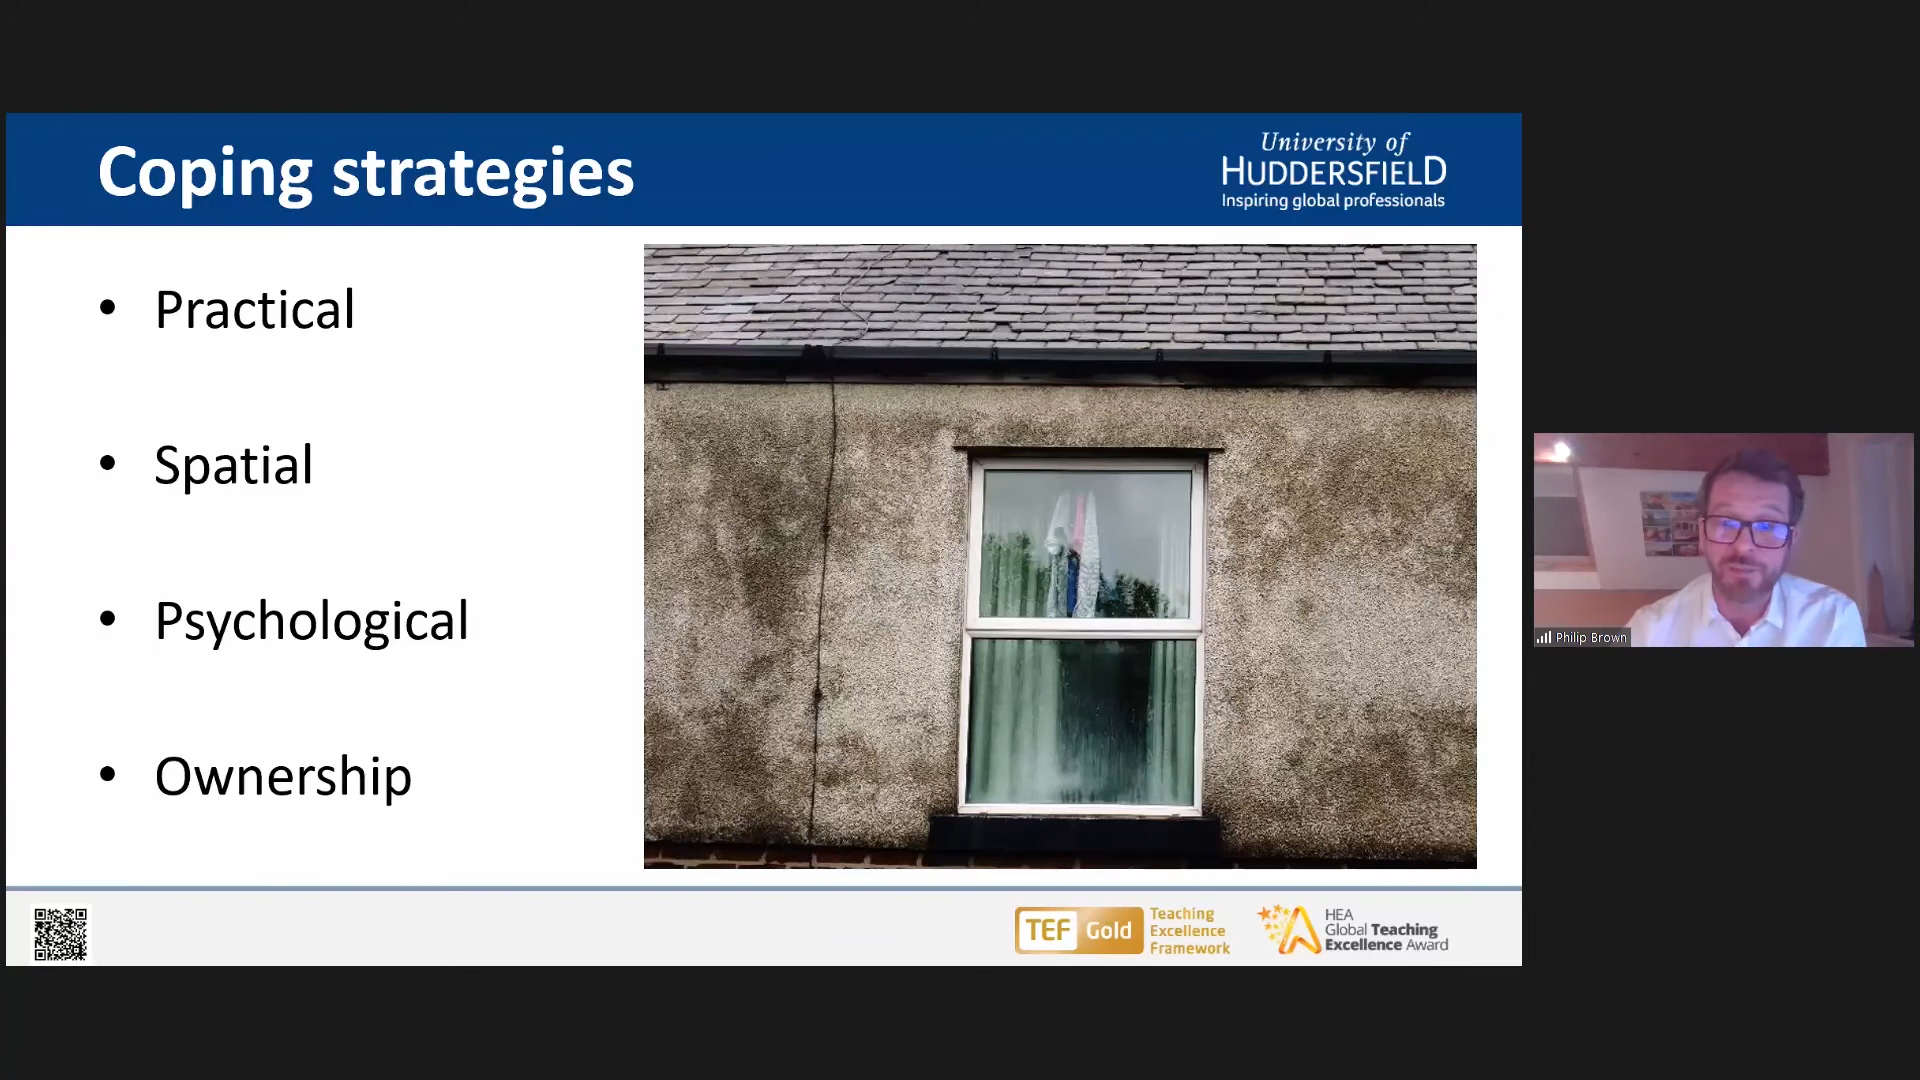 Coping strategies
University of
HUDDERSFIELD
Inspiring global professionals
• Practical
• Spatial
• Psychological
• Ownership
Philip Brown
TEF Gold
Teaching
Excellence
Framework
HEA
Global Teaching
Excellence Award